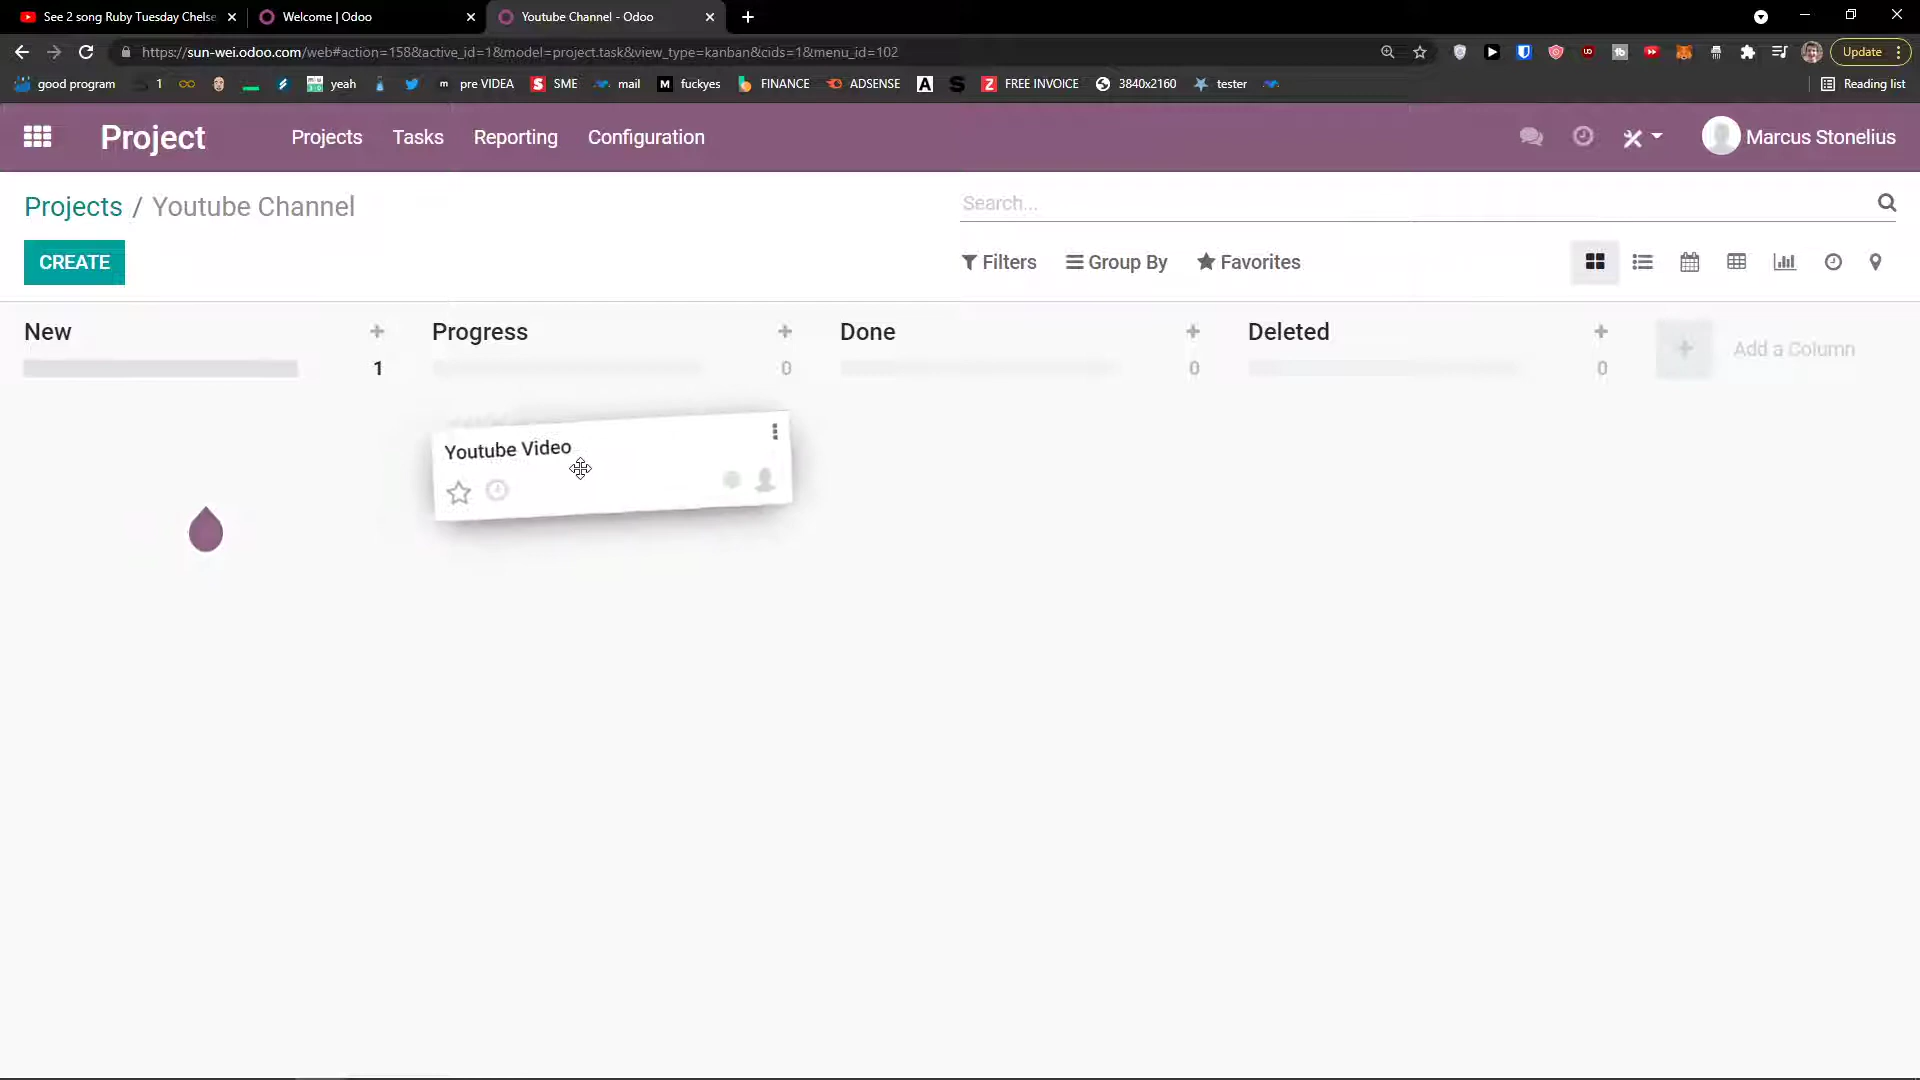 See 2 song Ruby Tuesday Chelse
Welcome | Odoo
Youtube Channel - Odoo
https://sun-wei.odoo.com/web#action=158&active_id=1&model=project.task&view_type=kanban&cids=1&menu_id=102
Update
good program
1
yeah
pre VIDEA
SME
mail
fuckyes
FINANCE
ADSENSE
FREE INVOICE
3840x2160
tester
Reading list
Project
Projects
Tasks
Reporting
Configuration
Marcus Stonelius
Projects / Youtube Channel
Search...
CREATE
Filters
Group By
Favorites
New
Progress
Done
Deleted
Add a Column
1
0
0
0
Youtube Video